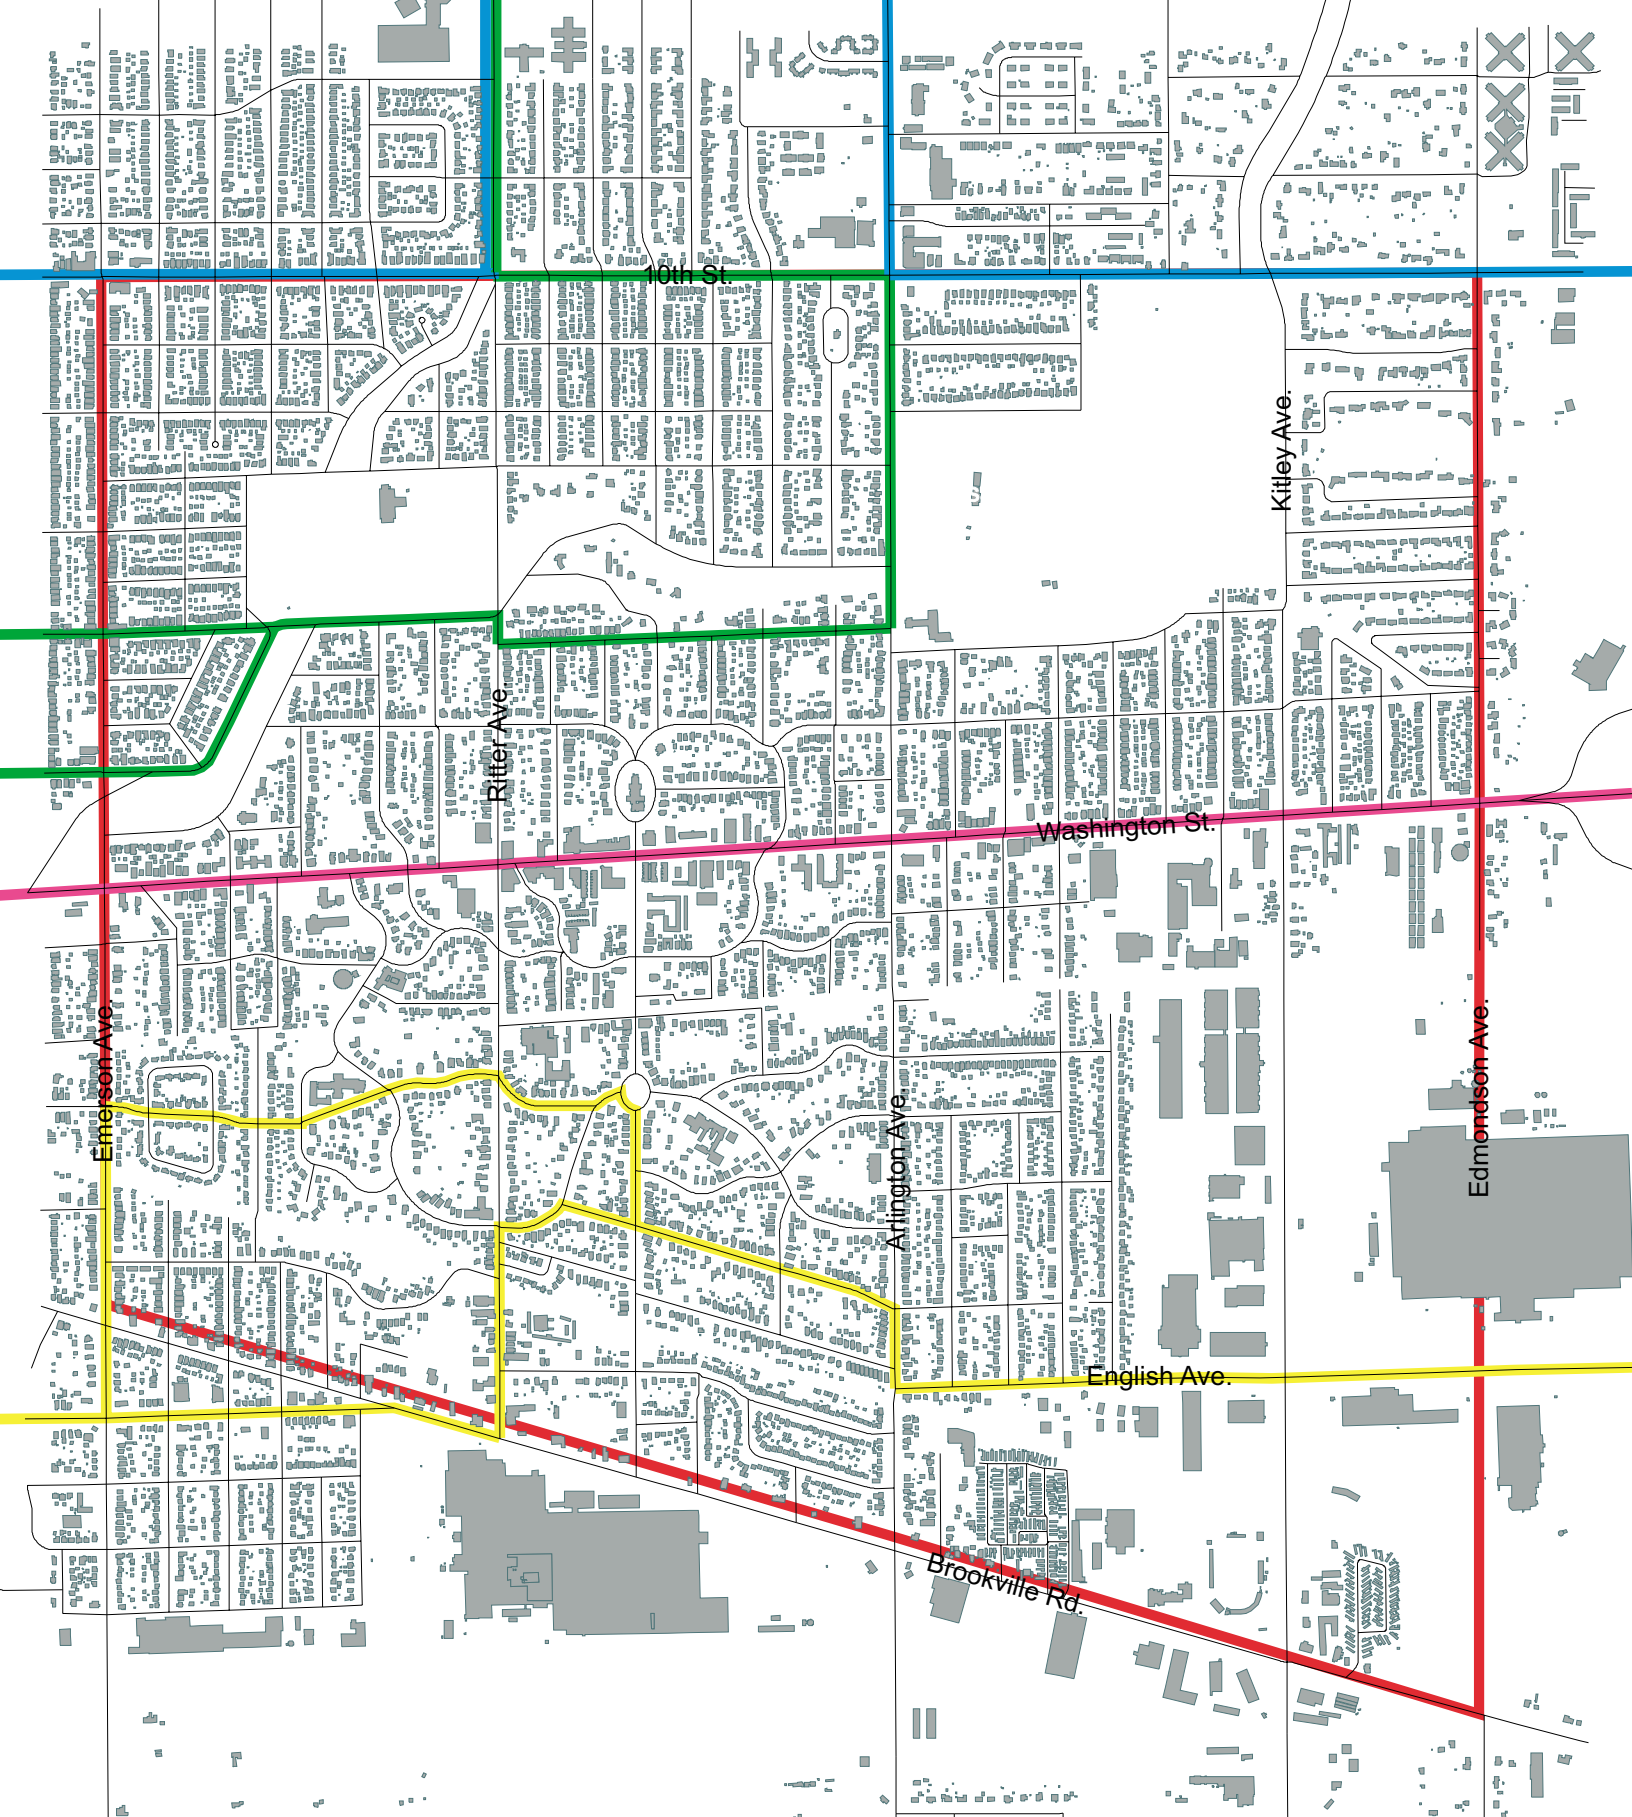 10th St.
Kitley Ave.
Ritter Ave.
Washington St.
Emerson Ave.
Edmondson Ave.
Arlington Ave.
English Ave.
Brookville Rd.